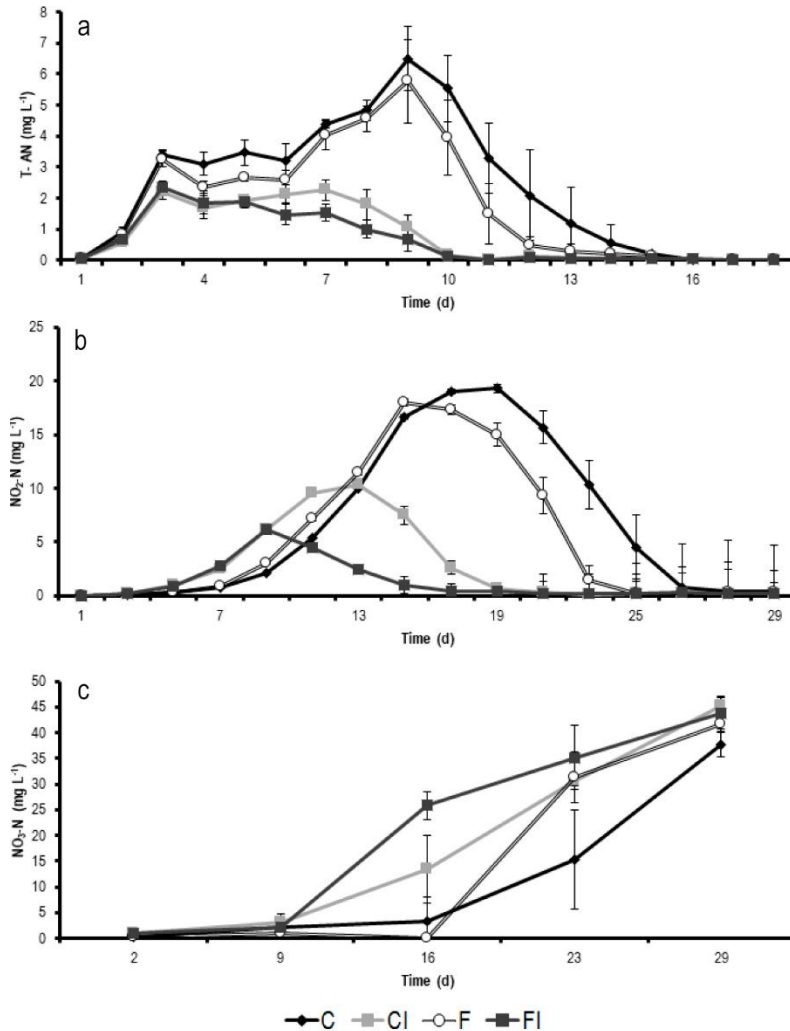 a
T- AN (mg L-1)
8
7
6
5
4
3
2
1
0
1 4 7 10 13 16
Time (d)
b
NO2-N (mg L-1)
25
20
15
10
5
0
1 7 13 19 25 29
Time (d)
c
NO3-N (mg L-1)
50
45
40
35
30
25
20
15
10
5
0
2 9 16 23 29
Time (d)
C CI F FI